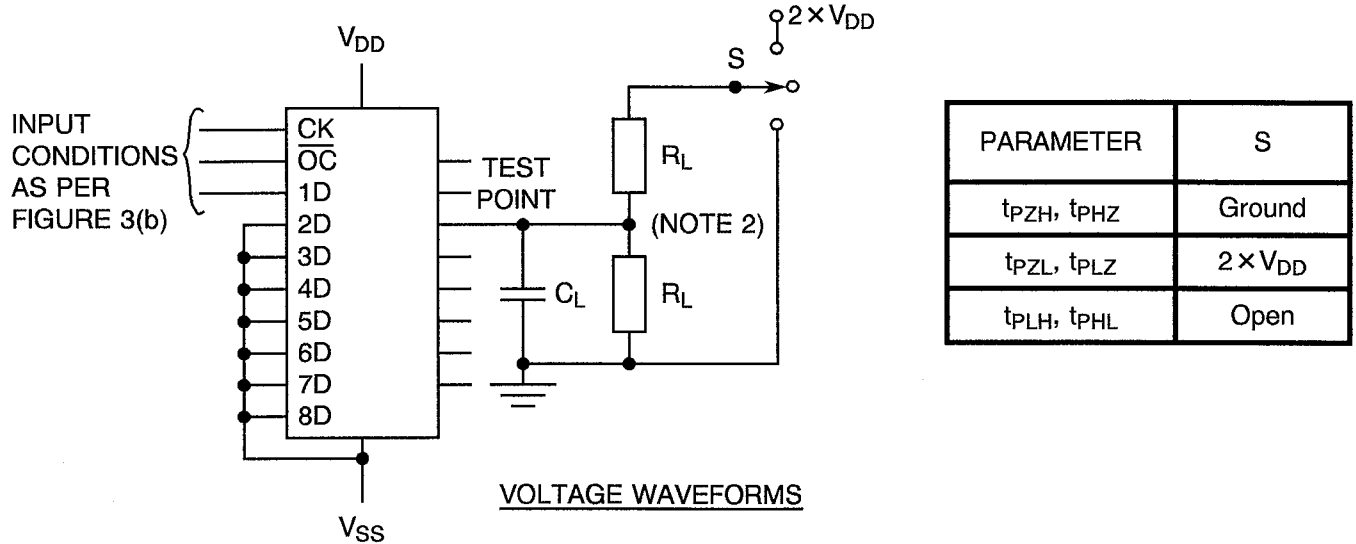 2 × VDD
VDD
S
INPUT
CONDITIONS
AS PER
FIGURE 3(b)
CK
OC
1D
2D
3D
4D
5D
6D
7D
8D
TEST
POINT
RL
(NOTE 2)
CL
RL
VSS
VOLTAGE WAVEFORMS
PARAMETER S
tPZH, tPHZ Ground
tPZL, tPLZ 2 × VDD
tPLH, tPHL Open